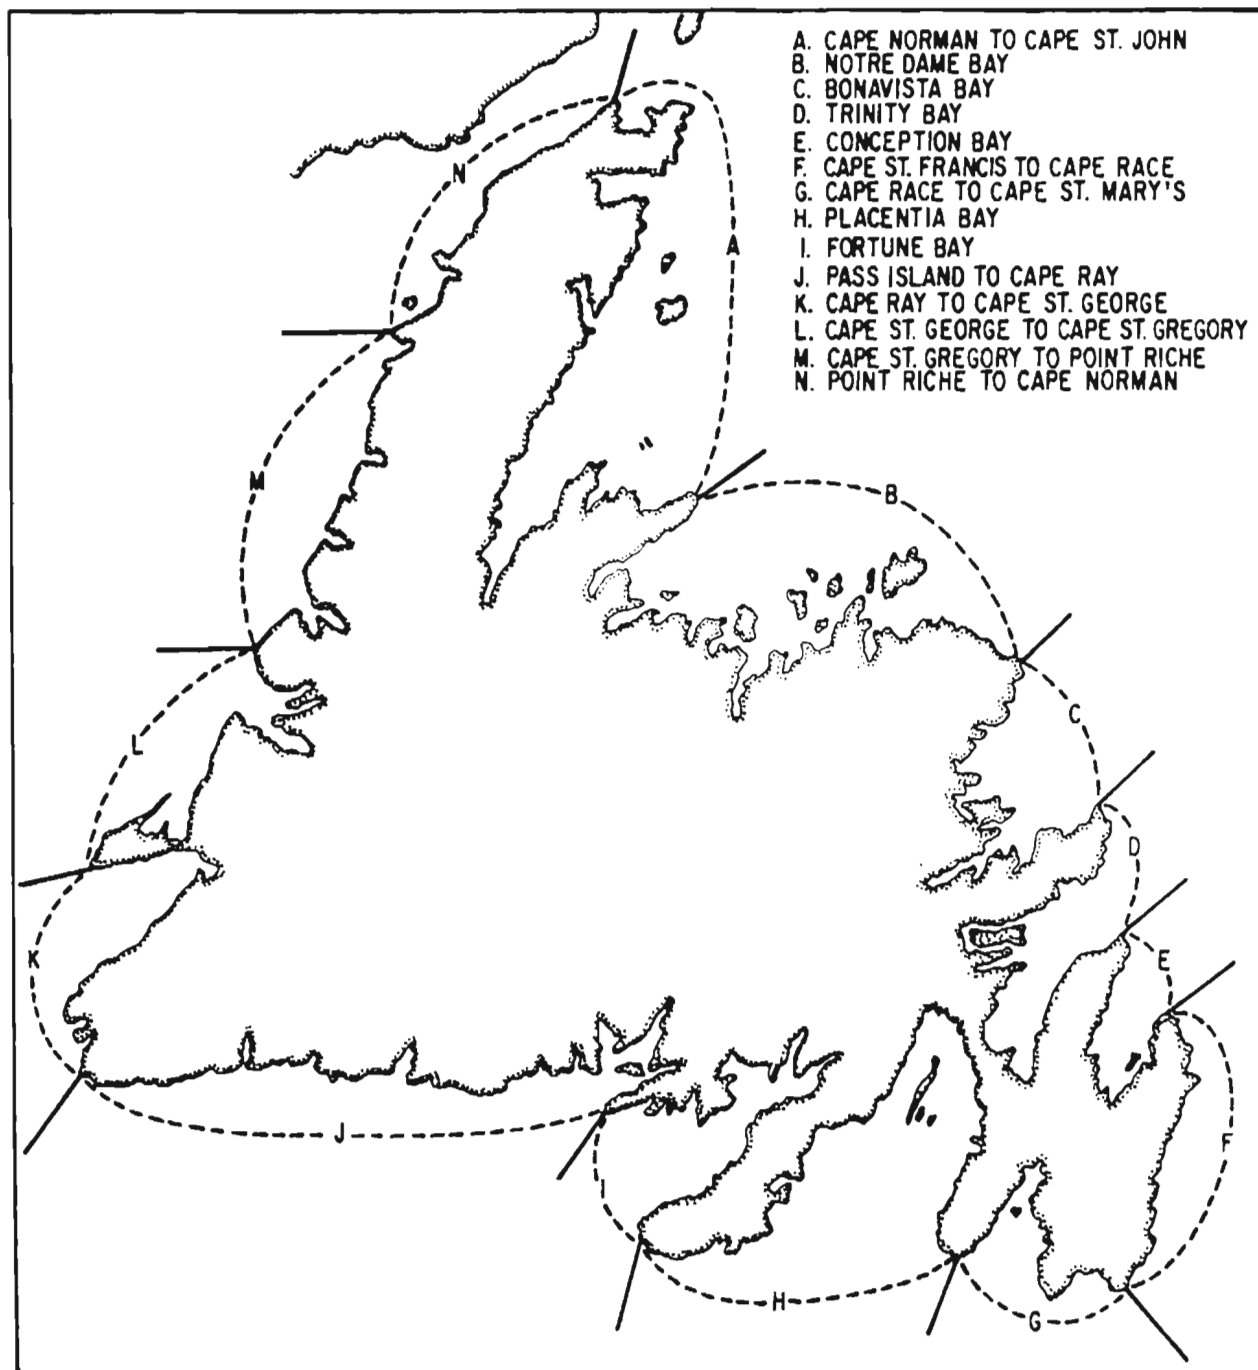 A. CAPE NORMAN TO CAPE ST. JOHN
B. NOTRE DAME BAY
C. BONAVISTA BAY
D. TRINITY BAY
E. CONCEPTION BAY
F. CAPE ST. FRANCIS TO CAPE RACE
G. CAPE RACE TO CAPE ST. MARY'S
H. PLACENTIA BAY
I. FORTUNE BAY
J. PASS ISLAND TO CAPE RAY
K. CAPE RAY TO CAPE ST. GEORGE
L. CAPE ST. GEORGE TO CAPE ST. GREGORY
M. CAPE ST. GREGORY TO POINT RICHE
N. POINT RICHE TO CAPE NORMAN
N
A
M
B
C
L
D
K
E
J
F
I
H
G